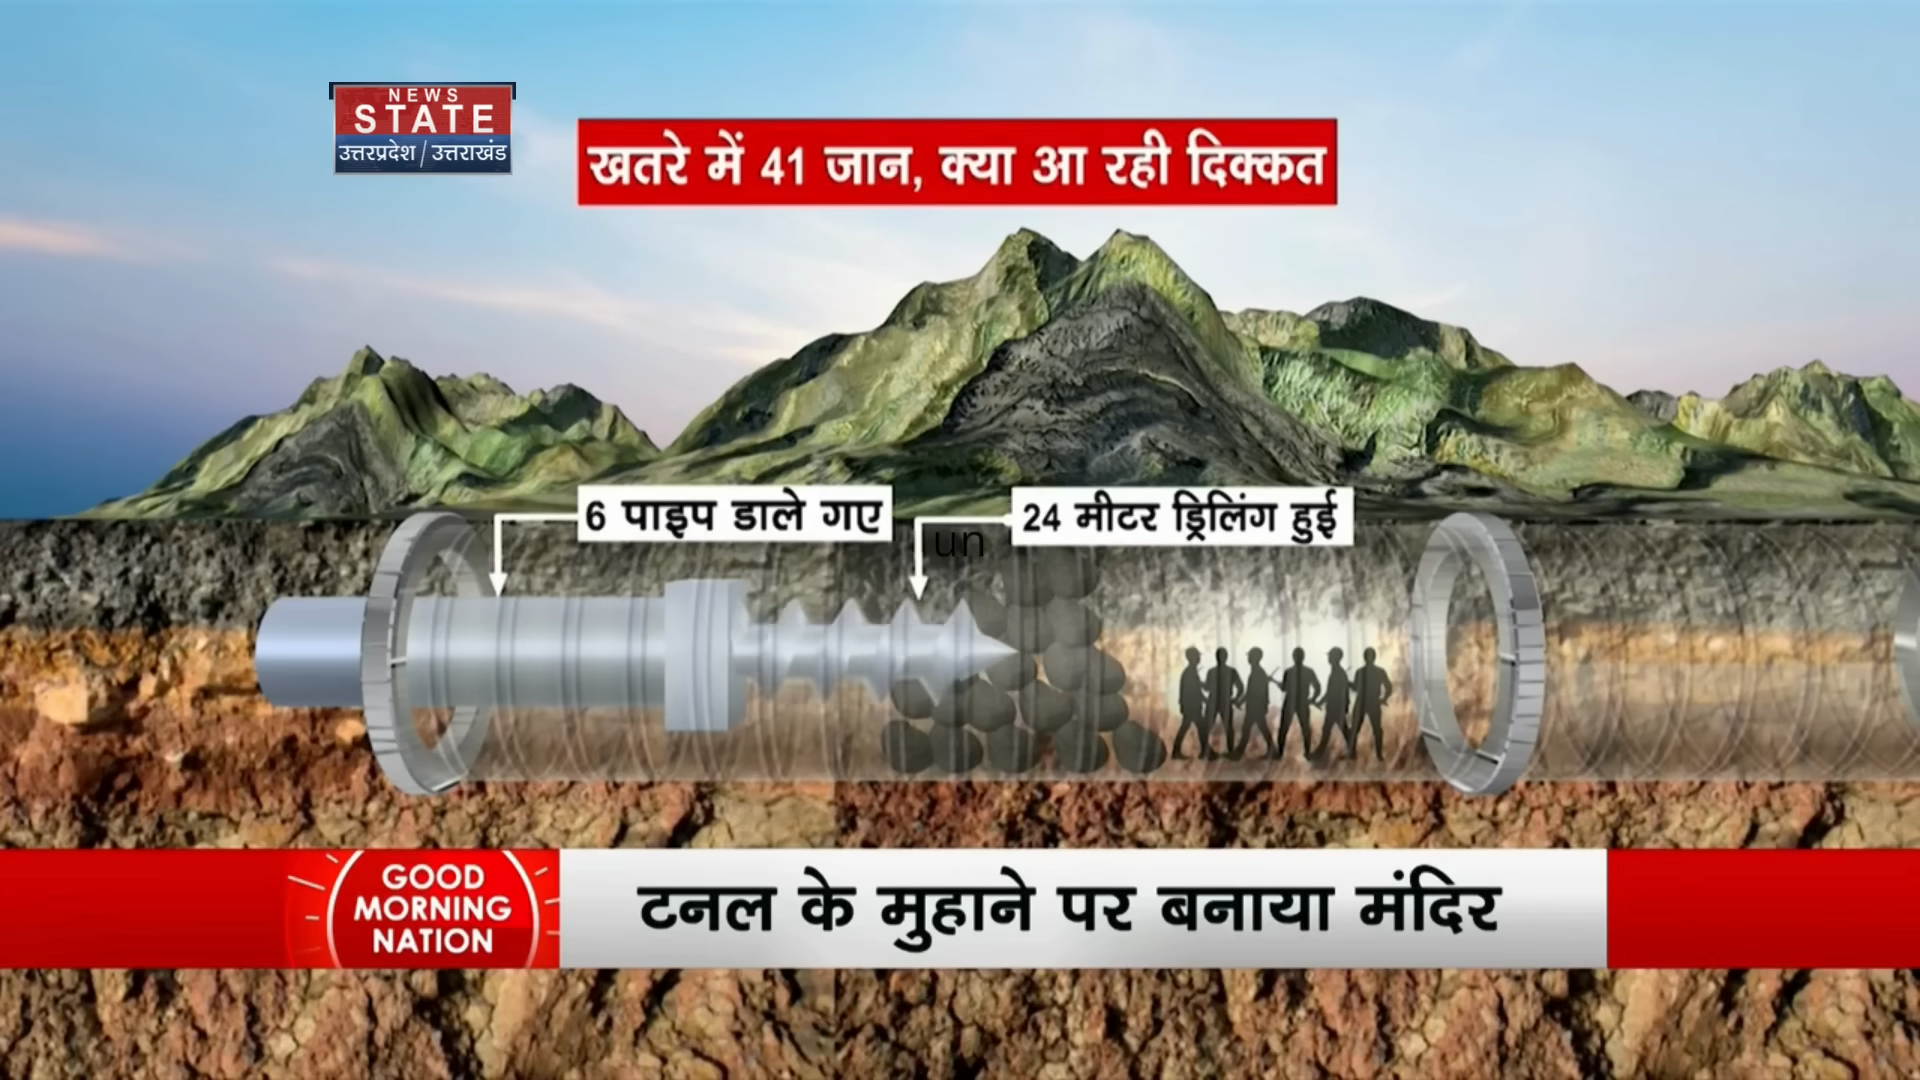 NEWS
STATE
उत्तरप्रदेश / उत्तराखंड
खतरे में 41 जान, क्या आ रही दिक्कत
6 पाइप डाले गए
24 मीटर ड्रिलिंग हुई
GOOD
MORNING
NATION
टनल के मुहाने पर बनाया मंदिर